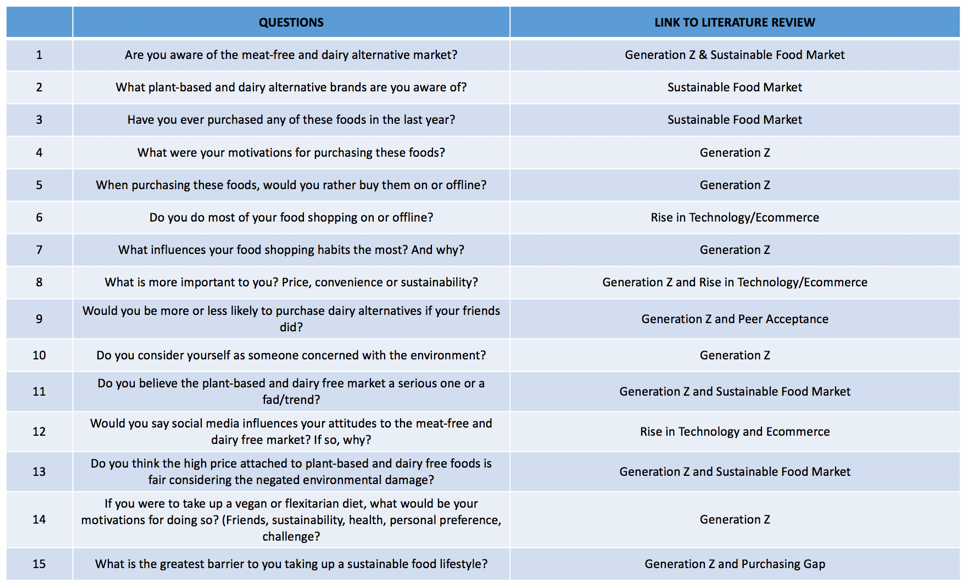 QUESTIONS LINK TO LITERATURE REVIEW
1 Are you aware of the meat-free and dairy alternative market? Generation Z & Sustainable Food Market
2 What plant-based and dairy alternative brands are you aware of? Sustainable Food Market
3 Have you ever purchased any of these foods in the last year? Sustainable Food Market
4 What were your motivations for purchasing these foods? Generation Z
5 When purchasing these foods, would you rather buy them on or offline? Generation Z
6 Do you do most of your food shopping on or offline? Rise in Technology/Ecommerce
7 What influences your food shopping habits the most? And why? Generation Z
8 What is more important to you? Price, convenience or sustainability? Generation Z and Rise in Technology/Ecommerce
9 Would you be more or less likely to purchase dairy alternatives if your friends
did? Generation Z and Peer Acceptance
10 Do you consider yourself as someone concerned with the environment? Generation Z
11 Do you believe the plant-based and dairy free market a serious one or a
fad/trend? Generation Z and Sustainable Food Market
12 Would you say social media influences your attitudes to the meat-free and
dairy free market? If so, why? Rise in Technology and Ecommerce
13 Do you think the high price attached to plant-based and dairy free foods is
fair considering the negated environmental damage? Generation Z and Sustainable Food Market
14 If you were to take up a vegan or flexitarian diet, what would be your
motivations for doing so? (Friends, sustainability, health, personal preference,
challenge? Generation Z
15 What is the greatest barrier to you taking up a sustainable food lifestyle? Generation Z and Purchasing Gap